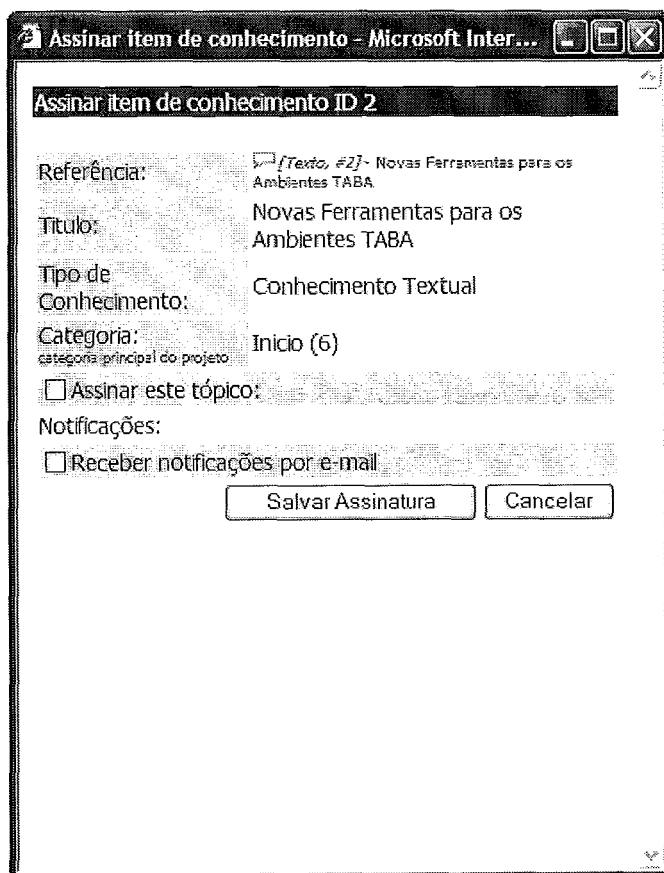 Assinar item de conhecimento - Microsoft Inter...
Assinar item de conhecimento ID 2
Referência: [Texto, #2]- Novas Ferramentas para os
Ambientes TABA
Titulo: Novas Ferramentas para os
Ambientes TABA
Tipo de
Conhecimento: Conhecimento Textual
Categoria: Inicio (6)
categoria principal do projeto
Assinar este tópico:
Notificações:
Receber notificações por e-mail
Salvar Assinatura Cancelar